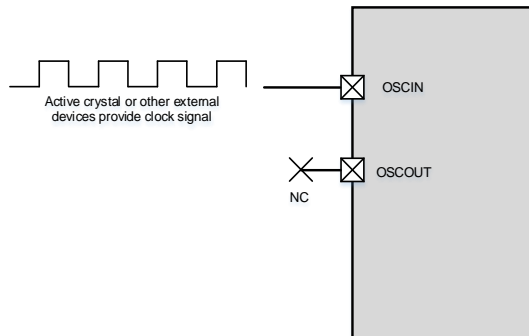 Active crystal or other external
devices provide clock signal
OSCIN
OSCOUT
NC